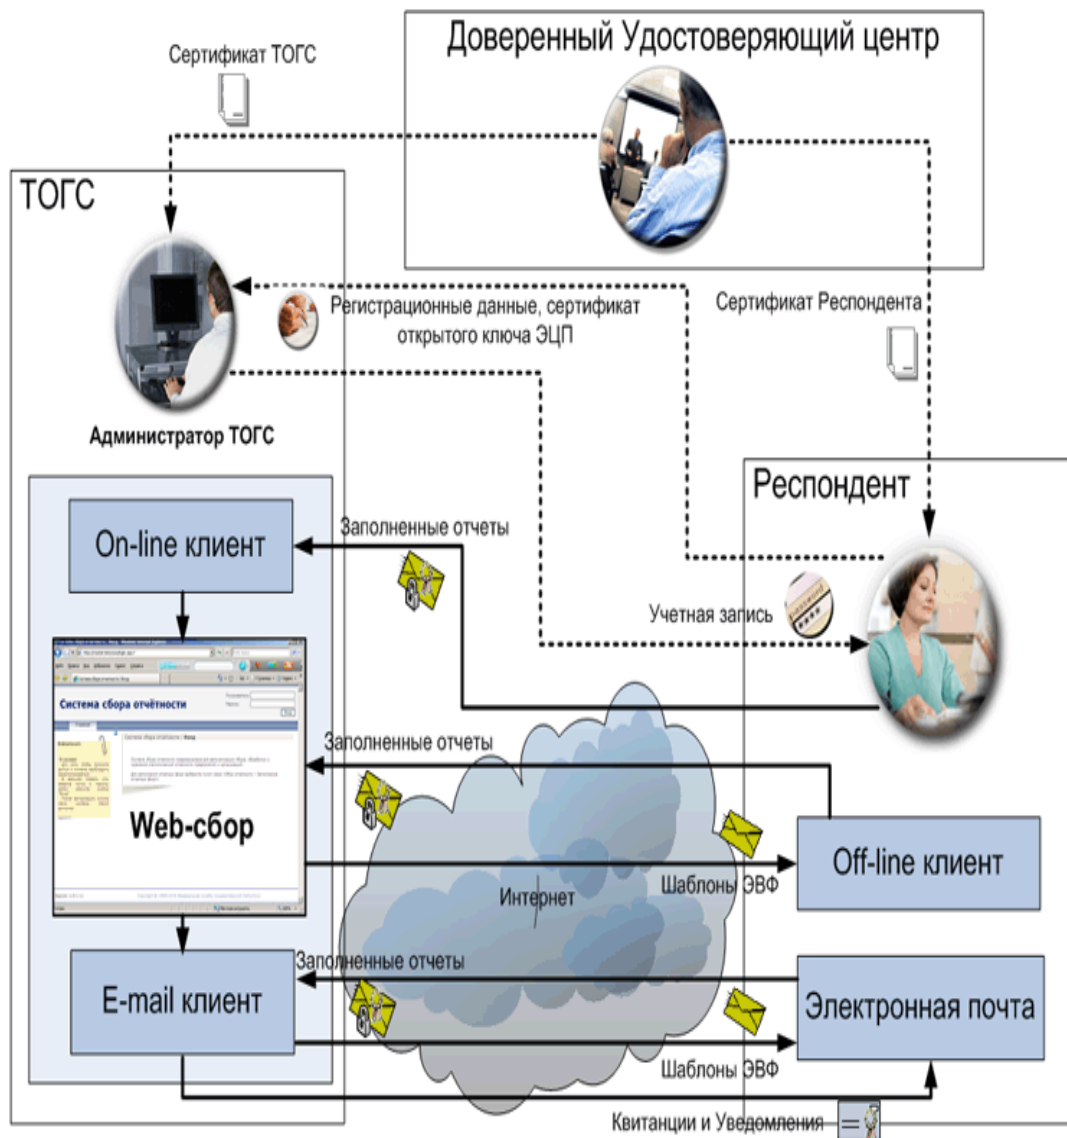 Доверенный Удостоверяющий центр
Сертификат ТОГС
ТОГС
Регистрационные данные, сертификат
открытого ключа ЭЦП
Сертификат Респондента
Администратор ТОГС
Респондент
On-line клиент
Заполненные отчеты
Учетная запись
password
Система сбора отчётности
Заполненные отчеты
Web-сбор
Off-line клиент
Шаблоны ЭВФ
Интернет
Заполненные отчеты
E-mail клиент
Электронная почта
Шаблоны ЭВФ
Квитанции и Уведомления